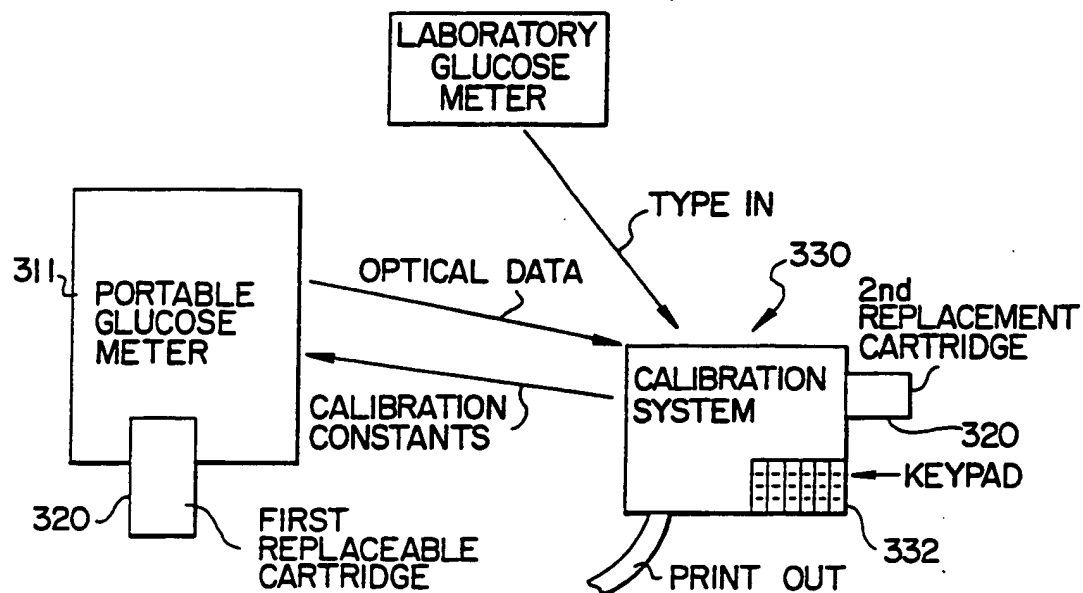 LABORATORY
GLUCOSE
METER
TYPE IN
330
2nd
REPLACEMENT
CARTRIDGE
311
PORTABLE
GLUCOSE
METER
OPTICAL DATA
CALIBRATION
CONSTANTS
CALIBRATION
SYSTEM
320
KEYPAD
332
320
FIRST
REPLACEABLE
CARTRIDGE
PRINT OUT